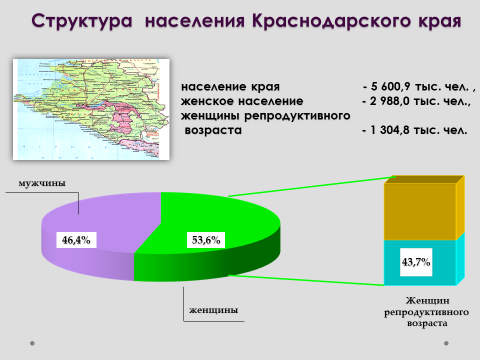 Структура населения Краснодарского края
население края - 5 600,9 тыс. чел. ,
женское население - 2 988,0 тыс. чел.,
женщины репродуктивного
возраста - 1 304,8 тыс. чел.
мужчины
46,4%
53,6%
женщины
43,7%
Женщин
репродуктивного
возраста